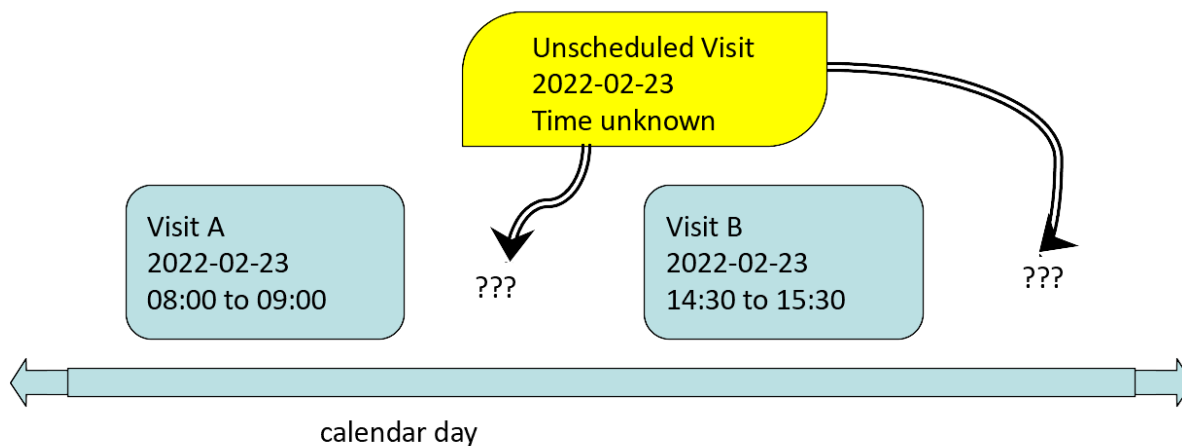 Unscheduled Visit
2022-02-23
Time unknown
Visit A
2022-02-23
08:00 to 09:00
???
Visit B
2022-02-23
14:30 to 15:30
???
calendar day